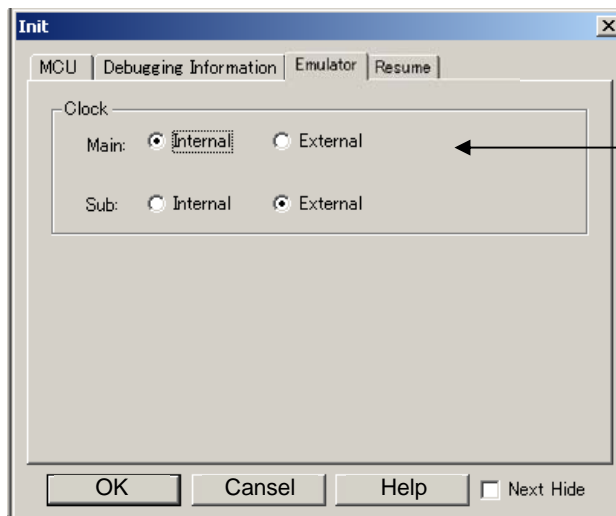 Init
MCU Debugging Information Emulator Resume
Clock
Main: Internal External
Sub: Internal External
OK Cansel Help Next Hide